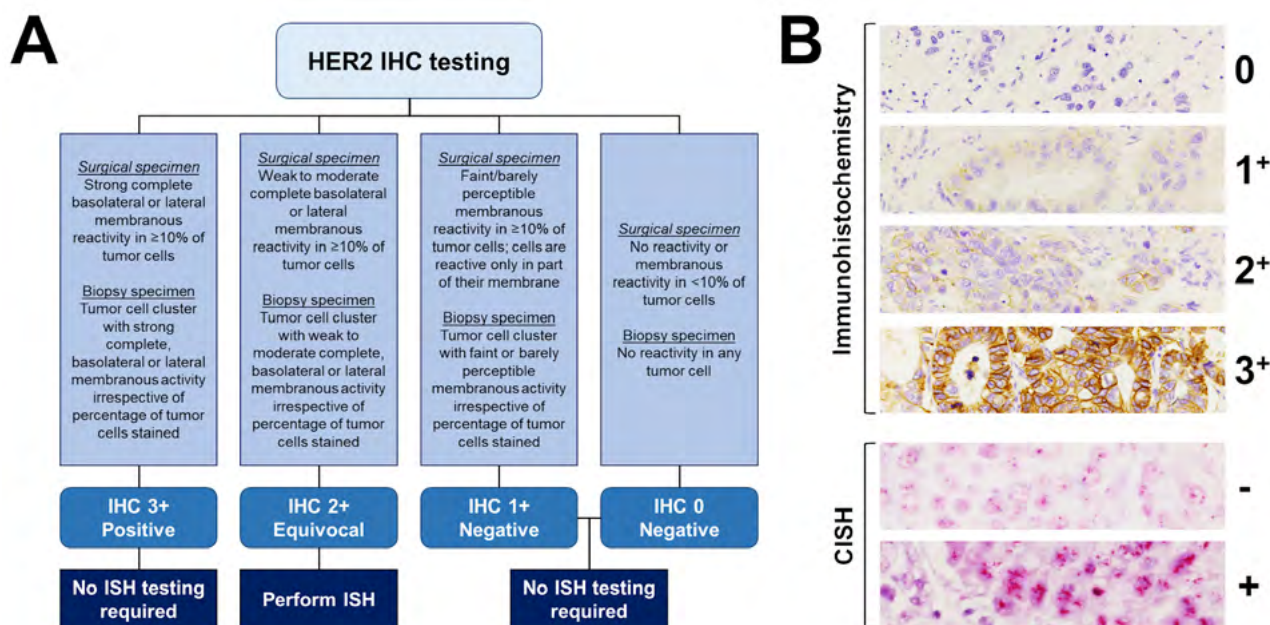 A
HER2 IHC testing
Surgical specimen
Strong complete
basolateral or lateral
membranous
reactivity in ≥10% of
tumor cells
Biopsy specimen
Tumor cell cluster
with strong
complete,
basolateral or lateral
membranous activity
irrespective of
percentage of tumor
cells stained
Surgical specimen
Weak to moderate
complete basolateral
or lateral
membranous
reactivity in ≥10% of
tumor cells
Biopsy specimen
Tumor cell cluster
with weak to
moderate complete,
basolateral or lateral
membranous activity
irrespective of
percentage of tumor
cells stained
Surgical specimen
Faint/barely
perceptible
membranous
reactivity in ≥10% of
tumor cells; cells are
reactive only in part
of their membrane
Biopsy specimen
Tumor cell cluster
with faint or barely
perceptible
membranous activity
irrespective of
percentage of tumor
cells stained
Surgical specimen
No reactivity or
membranous
reactivity in <10% of
tumor cells
Biopsy specimen
No reactivity in any
tumor cell
IHC 3+
Positive
IHC 2+
Equivocal
IHC 1+
Negative
IHC 0
Negative
No ISH testing
required
Perform ISH
No ISH testing
required
B
Immunohistochemistry
0
1+
2+
3+
CISH
-
+